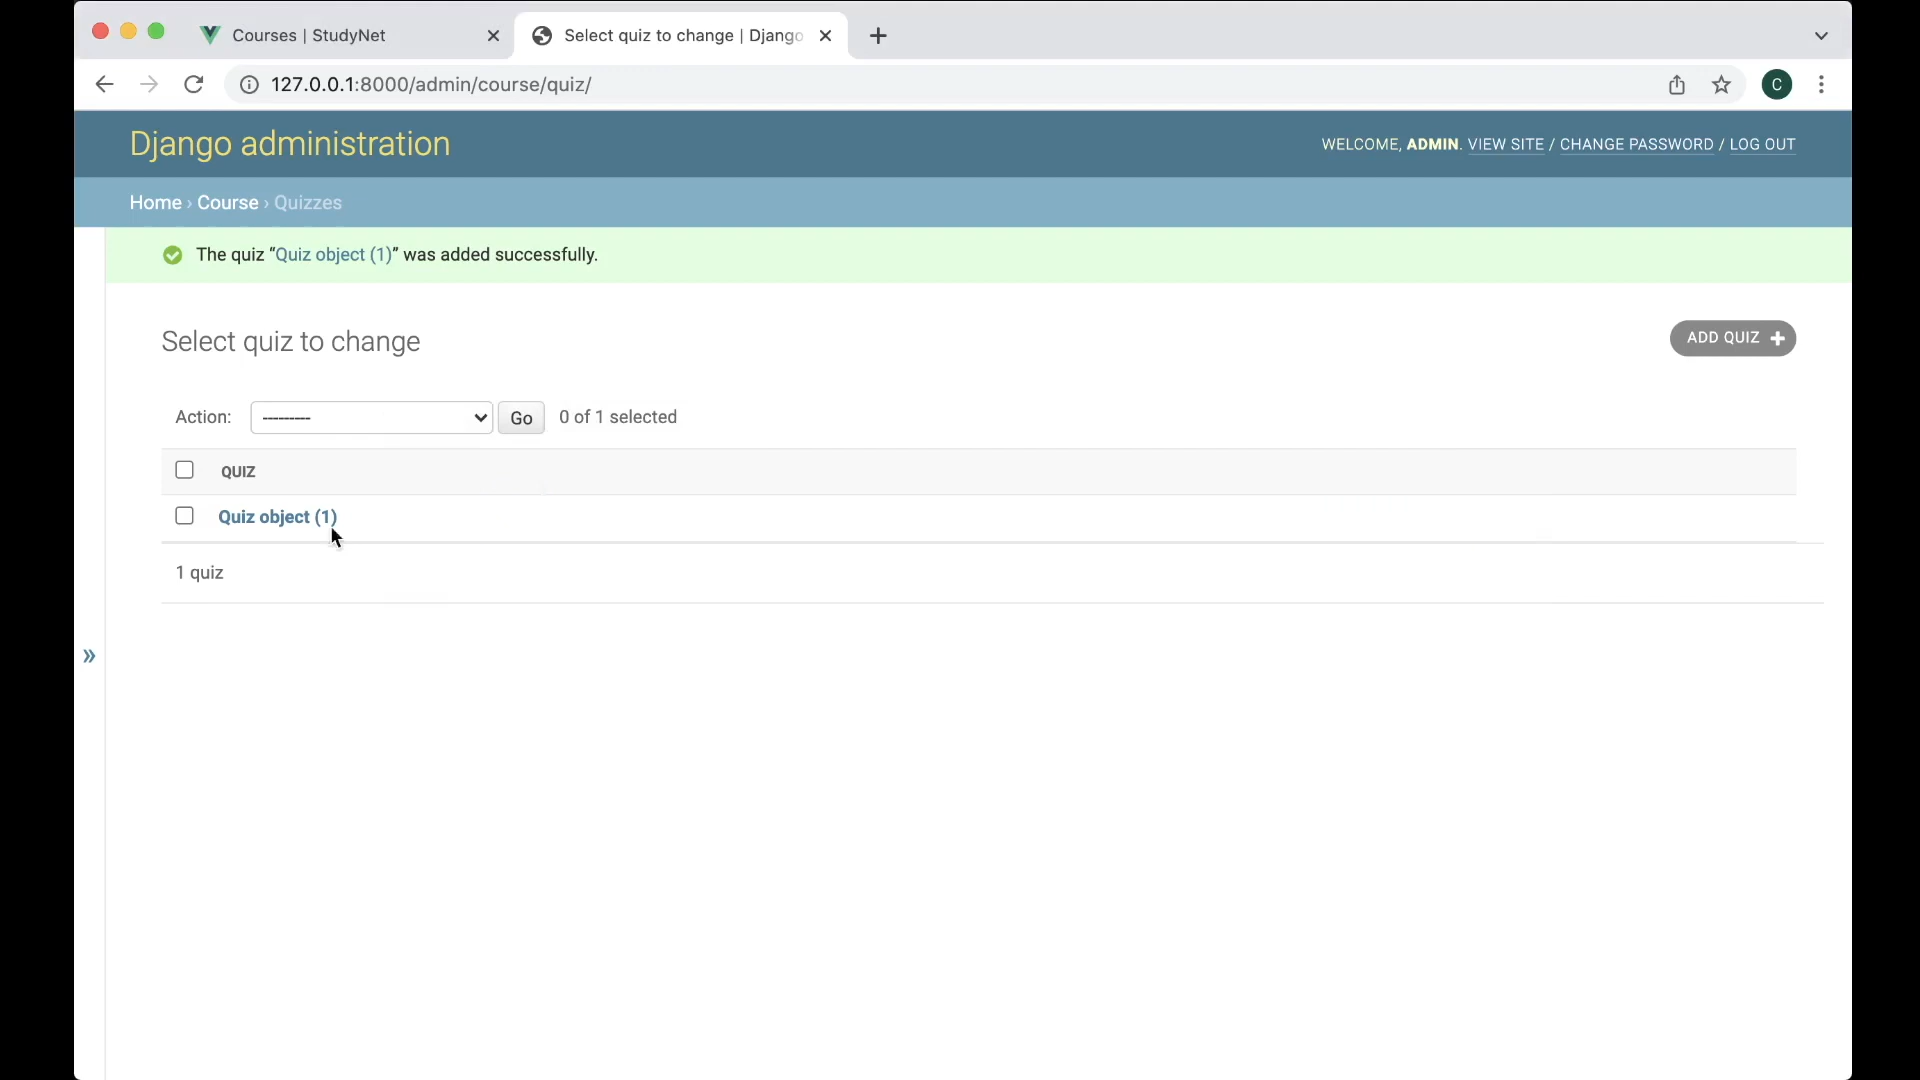 Courses | StudyNet
Select quiz to change | Django
127.0.0.1:8000/admin/course/quiz/
C
Django administration
WELCOME, ADMIN. VIEW SITE / CHANGE PASSWORD / LOG OUT
Home › Course › Quizzes
The quiz “Quiz object (1)” was added successfully.
Select quiz to change
ADD QUIZ +
Action: --------- Go 0 of 1 selected
QUIZ
Quiz object (1)
1 quiz
»